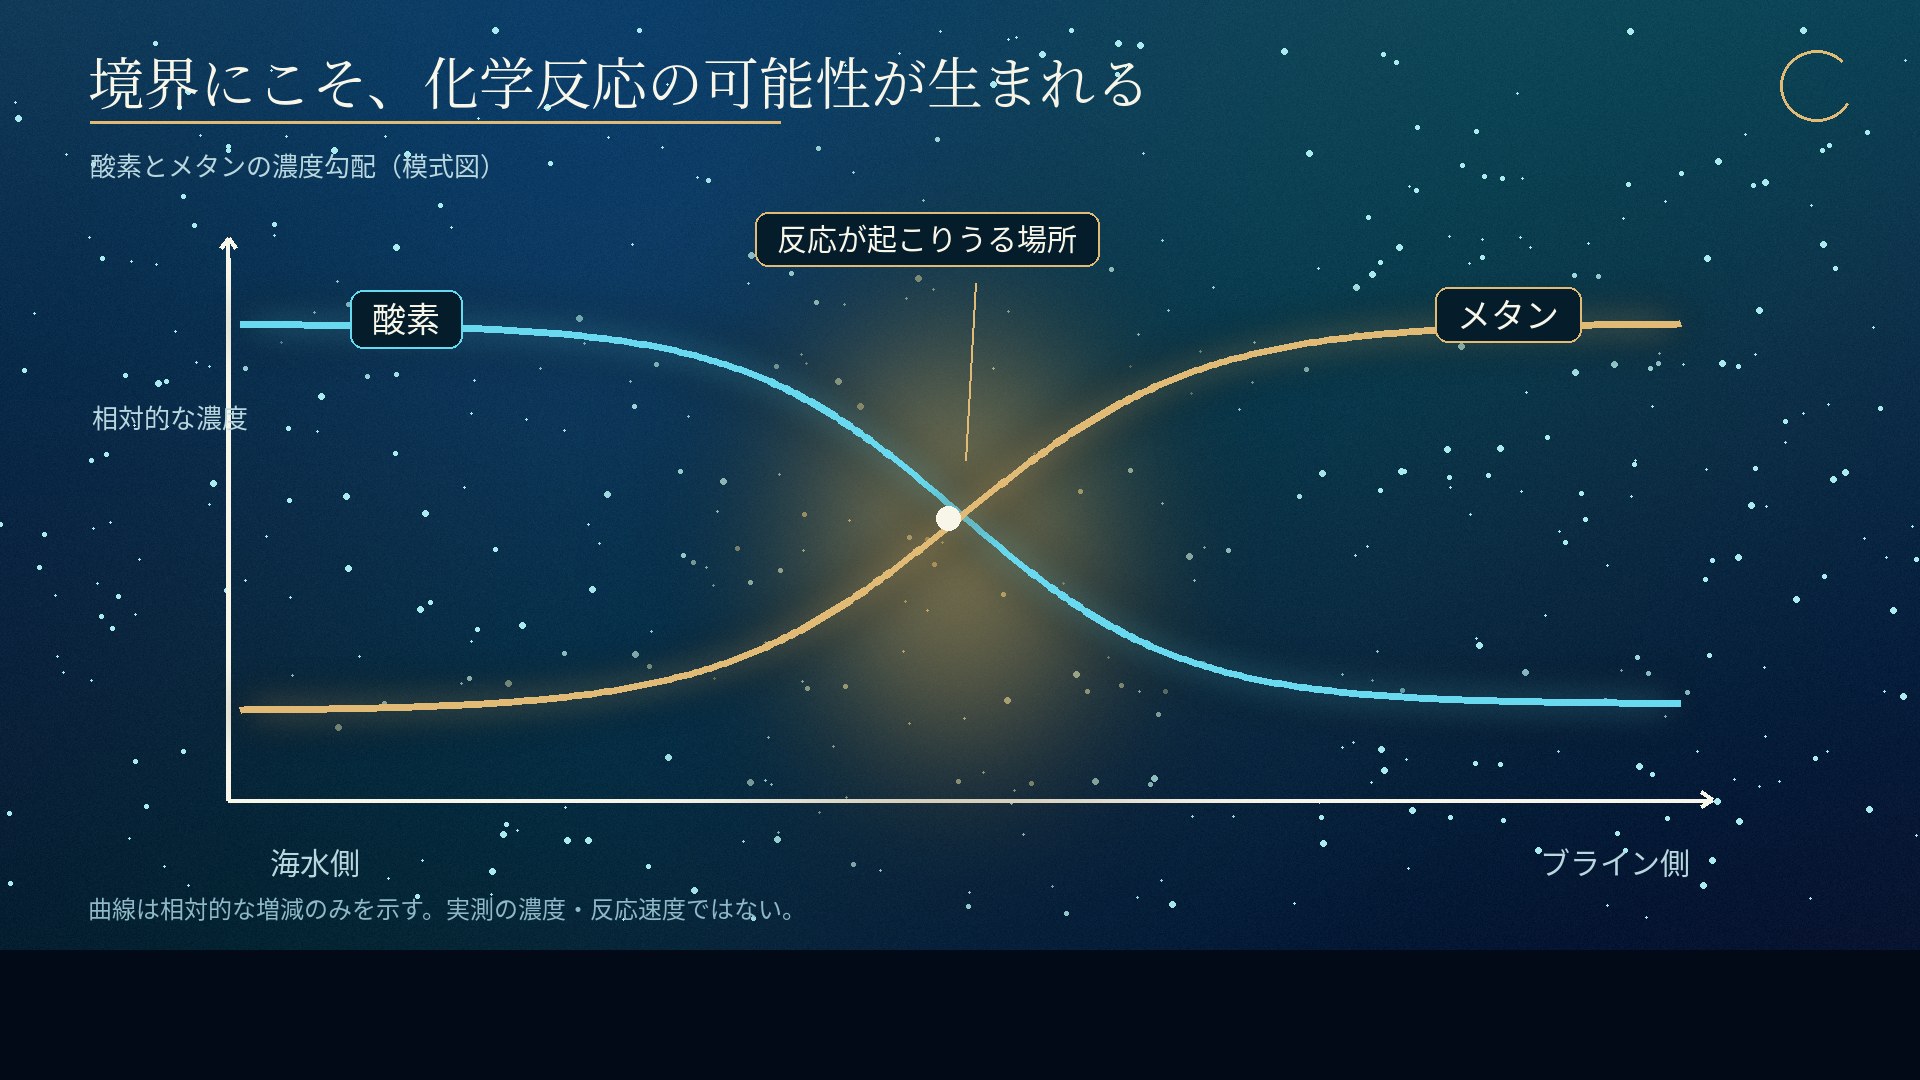 境界にこそ、化学反応の可能性が生まれる
酸素とメタンの濃度勾配（模式図）
反応が起こりうる場所
酸素
メタン
相対的な濃度
海水側
ブライン側
曲線は相対的な増減のみを示す。実測の濃度・反応速度ではない。